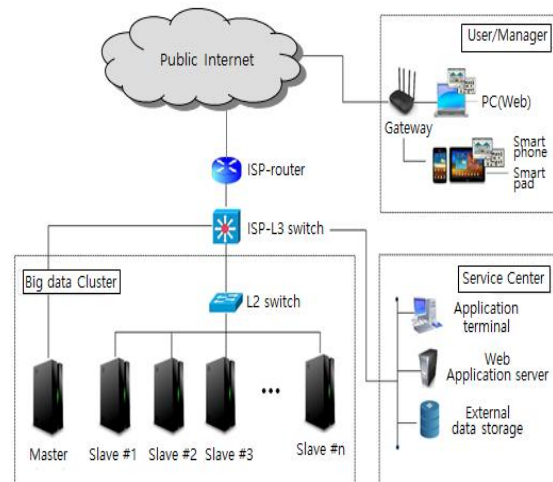 Public Internet
User/Manager
PC(Web)
Gateway
Smart
phone
Smart
pad
ISP-router
ISP-L3 switch
Big data Cluster
L2 switch
Master
Slave #1
Slave #2
Slave #3
•••
Slave #n
Service Center
Application
terminal
Web
Application server
External
data storage